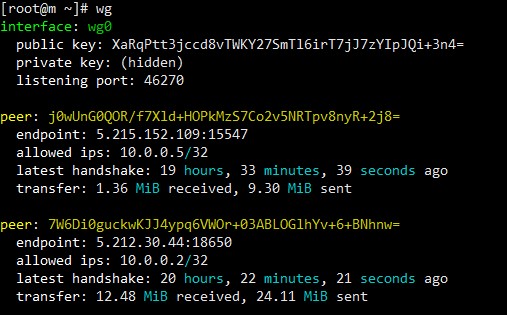 [root@m ~]# wg
interface: wg0
  public key: XaRqPtt3jccd8vTWKY27SmTl6irT7jJ7zYIpJQi+3n4=
  private key: (hidden)
  listening port: 46270

peer: j0wUnG0QOR/f7Xld+HOPkMzS7Co2v5NRTpv8nyR+2j8=
  endpoint: 5.215.152.109:15547
  allowed ips: 10.0.0.5/32
  latest handshake: 19 hours, 33 minutes, 39 seconds ago
  transfer: 1.36 MiB received, 9.30 MiB sent

peer: 7W6Di0guckwKJJ4ypq6VWOr+03ABLOGlhYv+6+BNhnw=
  endpoint: 5.212.30.44:18650
  allowed ips: 10.0.0.2/32
  latest handshake: 20 hours, 22 minutes, 21 seconds ago
  transfer: 12.48 MiB received, 24.11 MiB sent